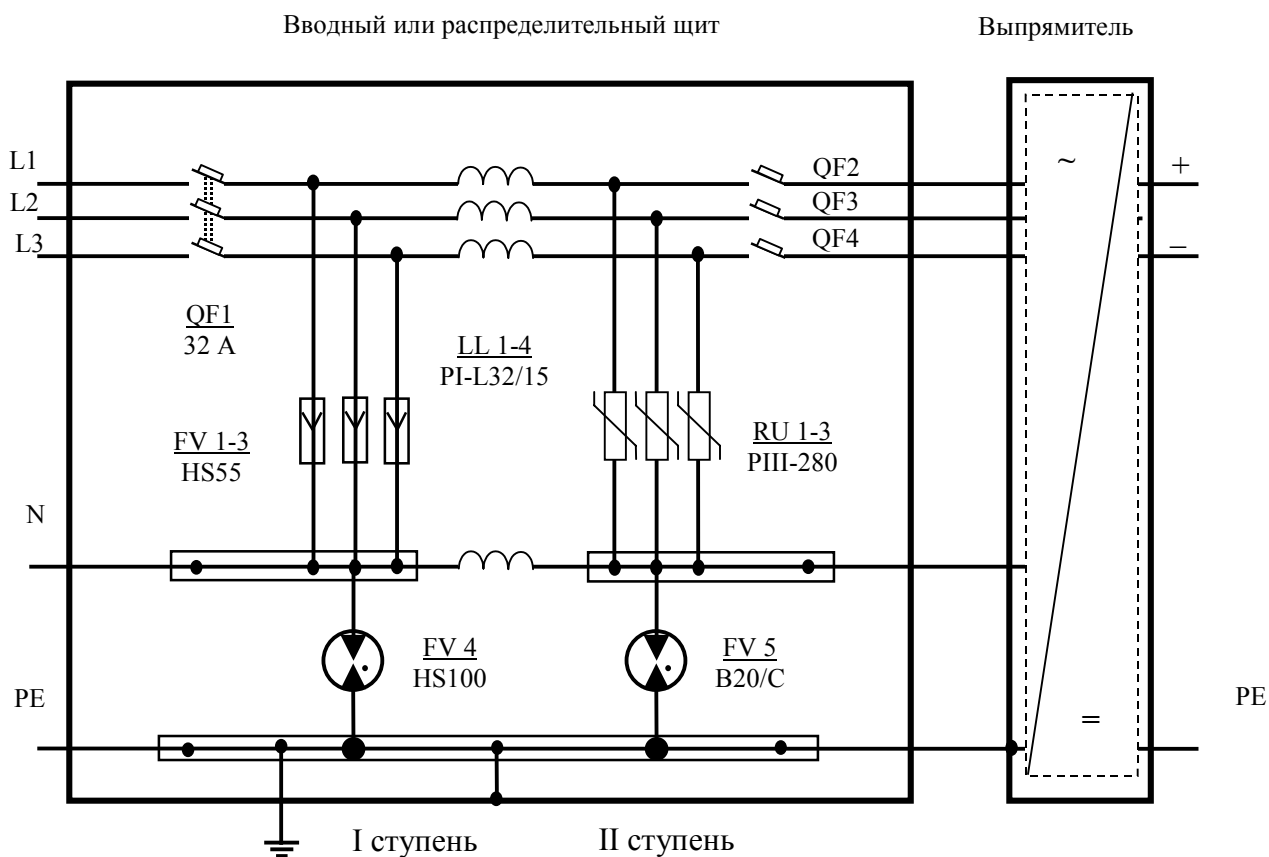 Вводный или распределительный щит
Выпрямитель
L1
QF2
~
+
L2
QF3
L3
QF4
–
QF1
32 А
LL 1-4
PI-L32/15
FV 1-3
HS55
RU 1-3
PIII-280
N
FV 4
HS100
FV 5
B20/C
PE
PE
=
I ступень
II ступень